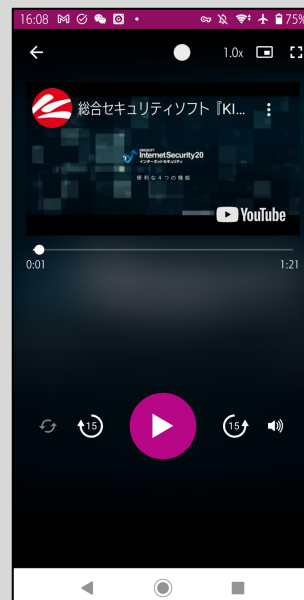 16:08
75%
1.0x
総合セキュリティソフト『KI...
KINGSOFT
InternetSecurity20
インターネットセキュリティ
便利な4つの機能
YouTube
0:01
1:21
15
15